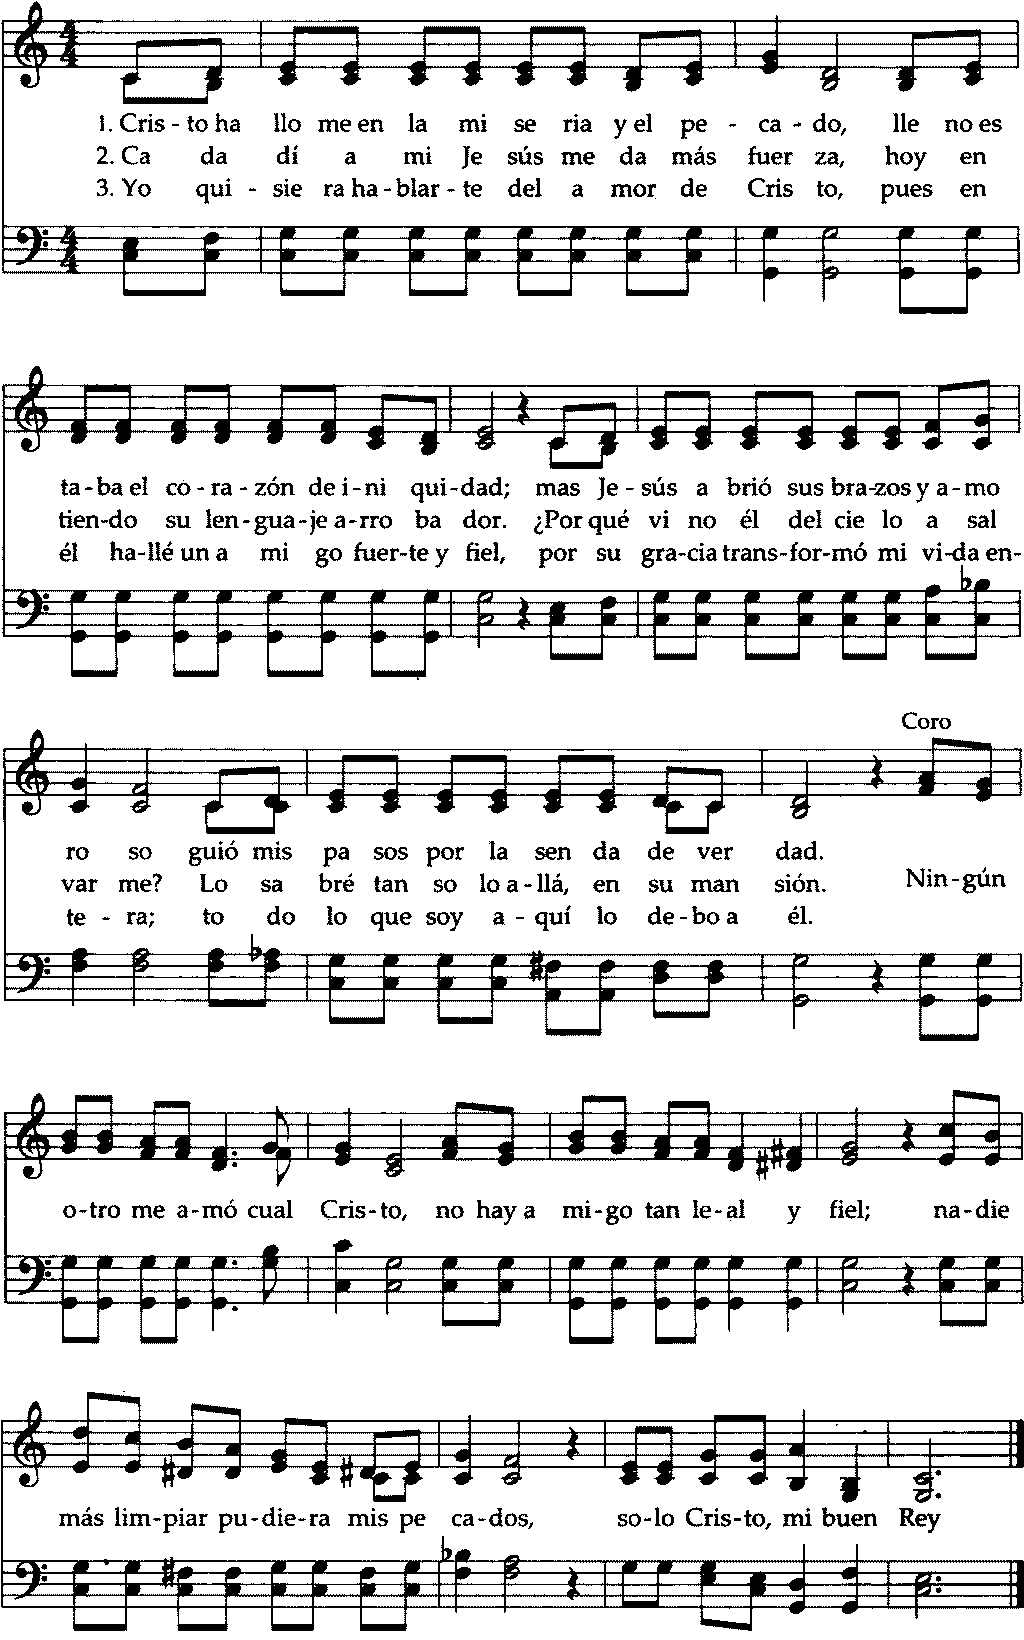 1. Cris - to ha llo me en la mi se ria y el pe - ca - do, lle no es
2. Ca da dí a mi Je sús me da más fuer za, hoy en
3. Yo qui - sie ra ha - blar - te del a mor de Cris to, pues en
ta - ba el co - ra - zón de i - ni qui - dad; mas Je - sús a brió sus bra - zos y a - mo
tien - do su len - gua - je a - rro ba dor. ¿Por qué vi no él del cie lo a sal
él ha - llé un a mi go fuer - te y fiel, por su gra - cia trans - for - mó mi vi - da en -
Coro
ro so guió mis pa sos por la sen da de ver dad.
var me? Lo sa bré tan so lo a - llá, en su man sión. Nin - gún
te - ra; to do lo que soy a - quí lo de - bo a él.
o - tro me a - mó cual Cris - to, no hay a mi - go tan le - al y fiel; na - die
más lim - piar pu - die - ra mis pe ca - dos, so - lo Cris - to, mi buen Rey